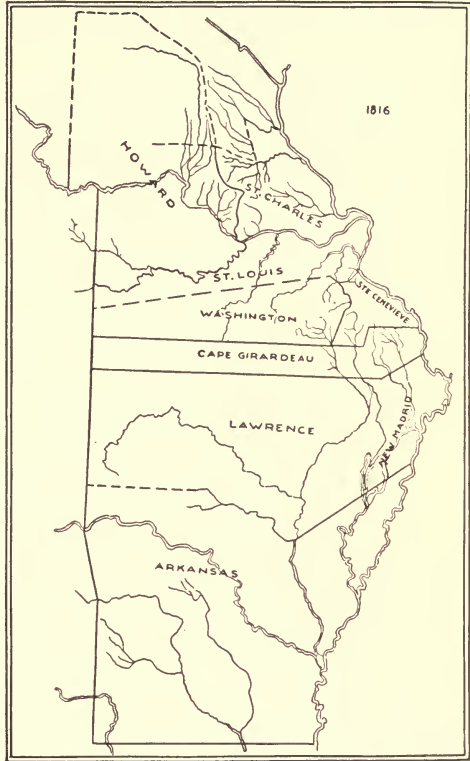 1816
HOWARD
ST. CHARLES
ST. LOUIS
STE GENEVIEVE
WASHINGTON
CAPE GIRARDEAU
LAWRENCE
NEW MADRID
ARKANSAS